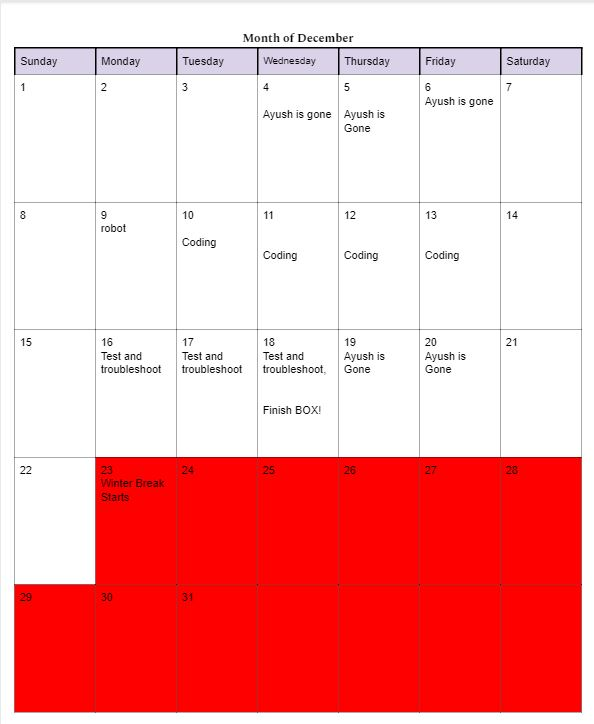 Month of December
Sunday Monday Tuesday Wednesday Thursday Friday Saturday
1
2
3
4
Ayush is gone
5
Ayush is
Gone
6
Ayush is gone
7
8
9
robot
10
Coding
11
Coding
12
Coding
13
Coding
14
15
16
Test and
troubleshoot
17
Test and
troubleshoot
18
Test and
troubleshoot,
Finish BOX!
19
Ayush is
Gone
20
Ayush is
Gone
21
22
23
Winter Break
Starts
24
25
26
27
28
29
30
31